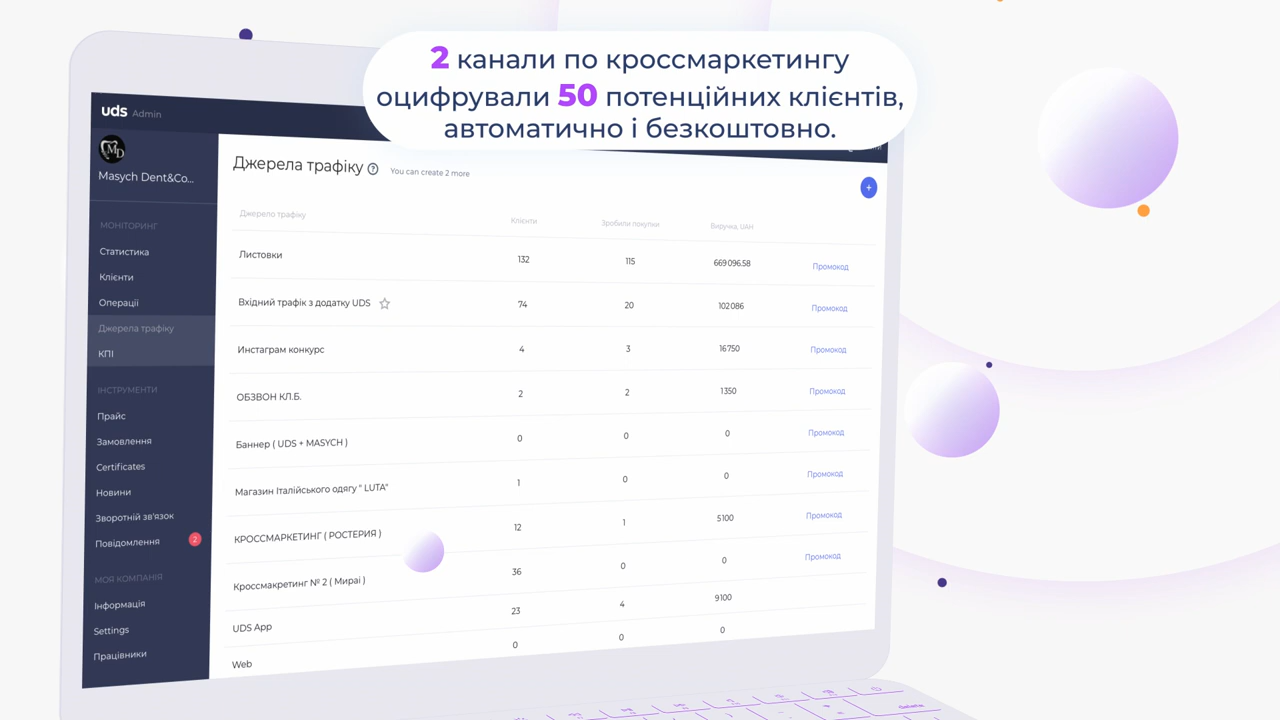 2 канали по кроссмаркетингу
оцифрували 50 потенційних клієнтів,
автоматично і безкоштовно.
uds Admin
MD
Masych Dent&Co...
МОНІТОРИНГ
Статистика
Клієнти
Операції
Джерела трафіку
КПІ
ІНСТРУМЕНТИ
Прайс
Замовлення
Certificates
Новини
Зворотній зв'язок
Повідомлення 2
МОЯ КОМПАНІЯ
Інформація
Settings
Працівники
Джерела трафіку ? You can create 2 more
+
Джерело трафіку Клієнти Зробили покупки Виручка, UAH
Листовки 132 115 669 096.58 Промокод
Вхідний трафік з додатку UDS 74 20 102 086 Промокод
Инстаграм конкурс 4 3 16 750 Промокод
ОБЗВОН КЛ.Б. 2 2 1 350 Промокод
Баннер ( UDS + MASYCH ) 0 0 0 Промокод
Магазин Італійського одягу " LUTA" 1 0 0 Промокод
КРОССМАРКЕТИНГ ( РОСТЕРИЯ ) 12 1 5 100 Промокод
Кроссмакретинг № 2 ( Мираі ) 36 0 0 Промокод
UDS App 23 4 9 100
Web 0 0 0
delete